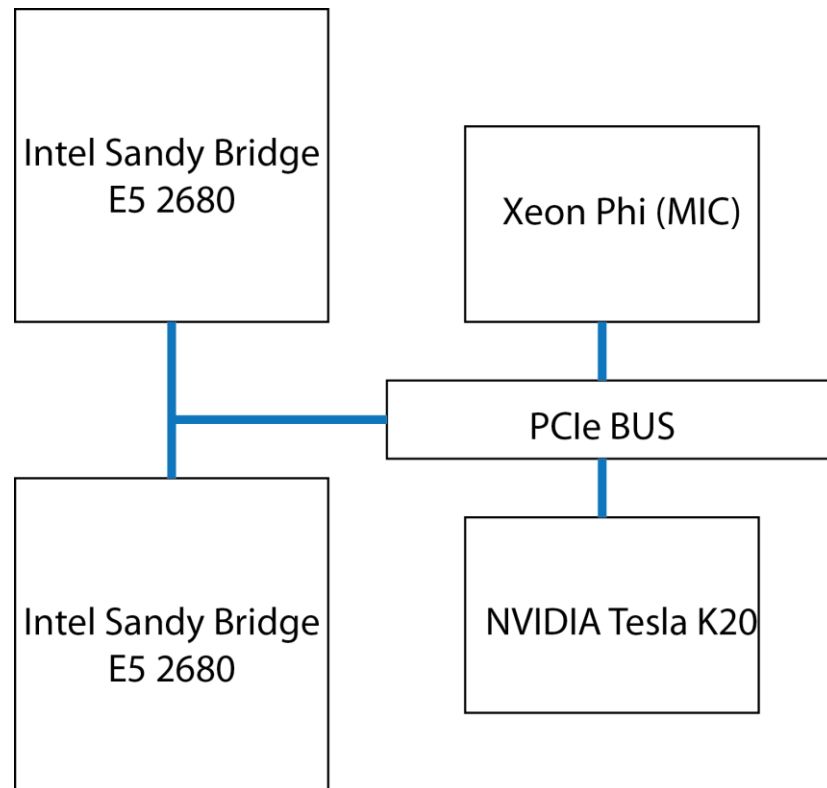 Intel Sandy Bridge
E5 2680
Xeon Phi (MIC)
PCIe BUS
Intel Sandy Bridge
E5 2680
NVIDIA Tesla K20